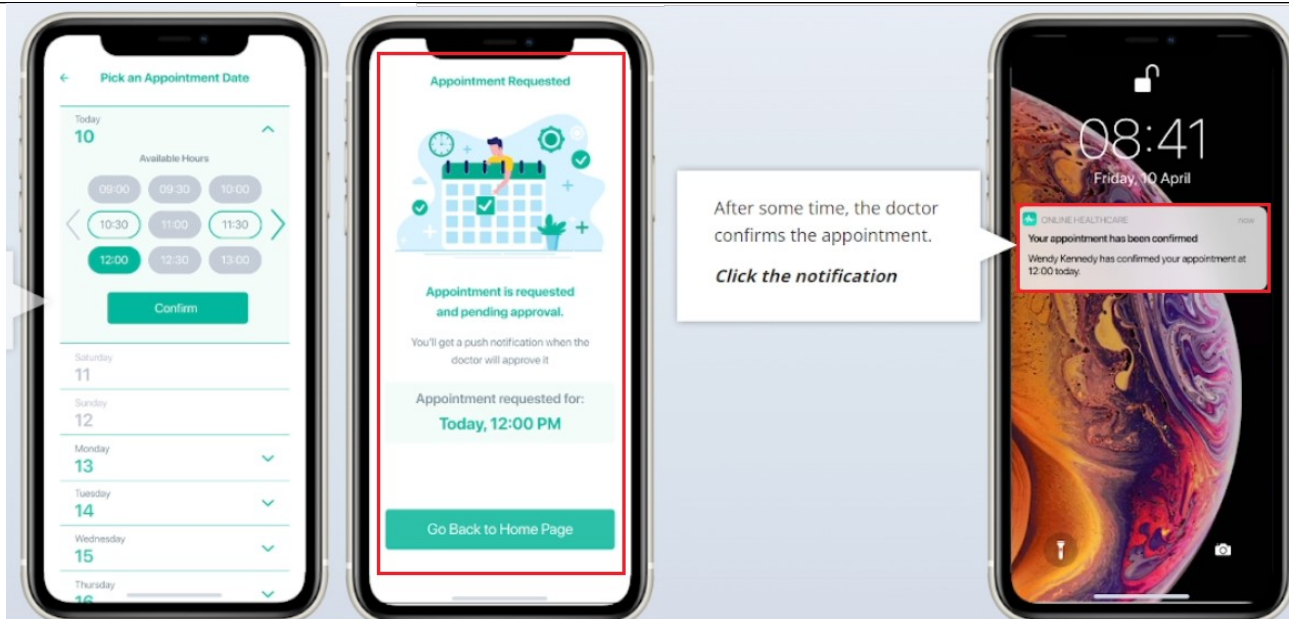 Pick an Appointment Date
Today
10
Available Hours
09:00 09:30 10:00
10:30 11:00 11:30
12:00 12:30 13:00
Confirm
Saturday
11
Sunday
12
Monday
13
Tuesday
14
Wednesday
15
Thursday
16
Appointment Requested
Appointment is requested
and pending approval.
You'll get a push notification when the
doctor will approve it
Appointment requested for:
Today, 12:00 PM
Go Back to Home Page
After some time, the doctor
confirms the appointment.
Click the notification
08:41
Friday, 10 April
ONLINE HEALTHCARE now
Your appointment has been confirmed
Wendy Kennedy has confirmed your appointment at
12:00 today.